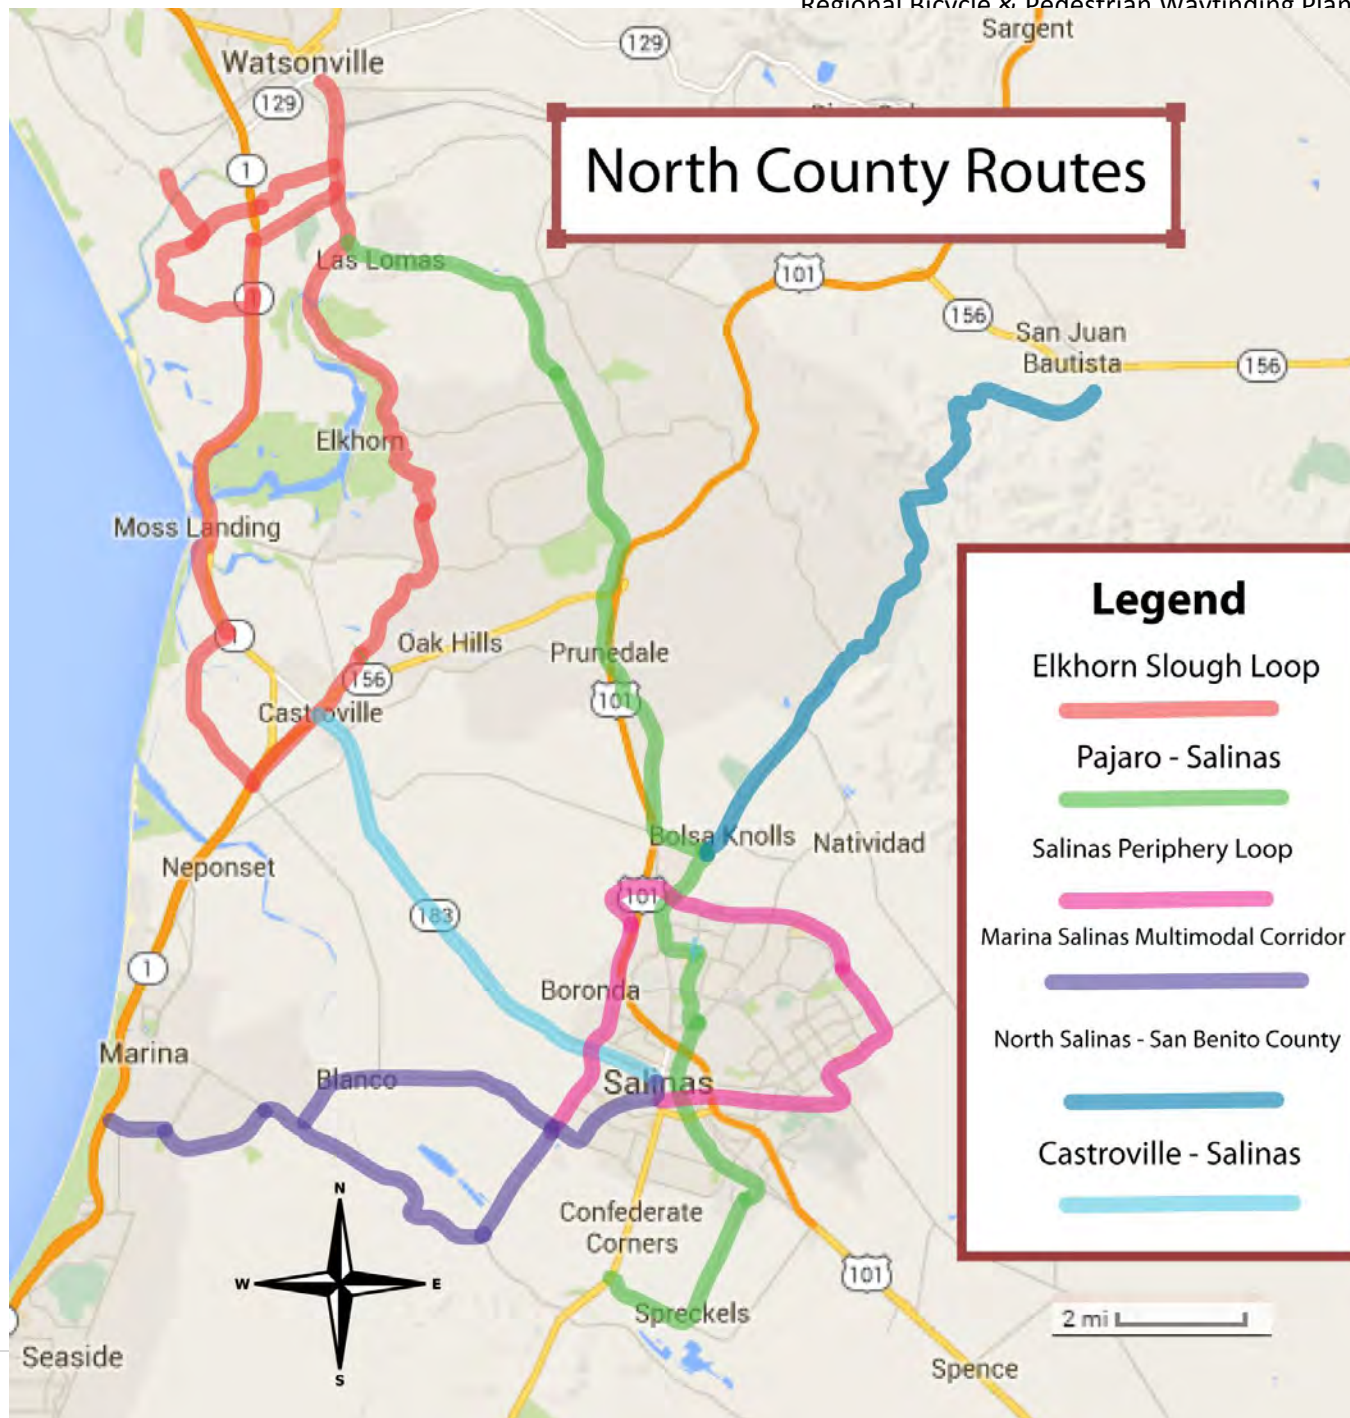 Regional Bicycle & Pedestrian Wayfinding Plan
Sargent
129
Watsonville
129
North County Routes
1
Las Lomas
101
1
156
San Juan
Bautista
156
Elkhorn
Moss Landing
Legend
Elkhorn Slough Loop
1
Oak Hills
Prunedale
156
101
Castroville
Pajaro - Salinas
Bolsa Knolls
Natividad
Salinas Periphery Loop
Neponset
101
183
Marina Salinas Multimodal Corridor
1
Boronda
North Salinas - San Benito County
Marina
Blanco
Salinas
Castroville - Salinas
N
Confederate
Corners
W
E
101
Spreckels
2 mi
Seaside
S
Spence